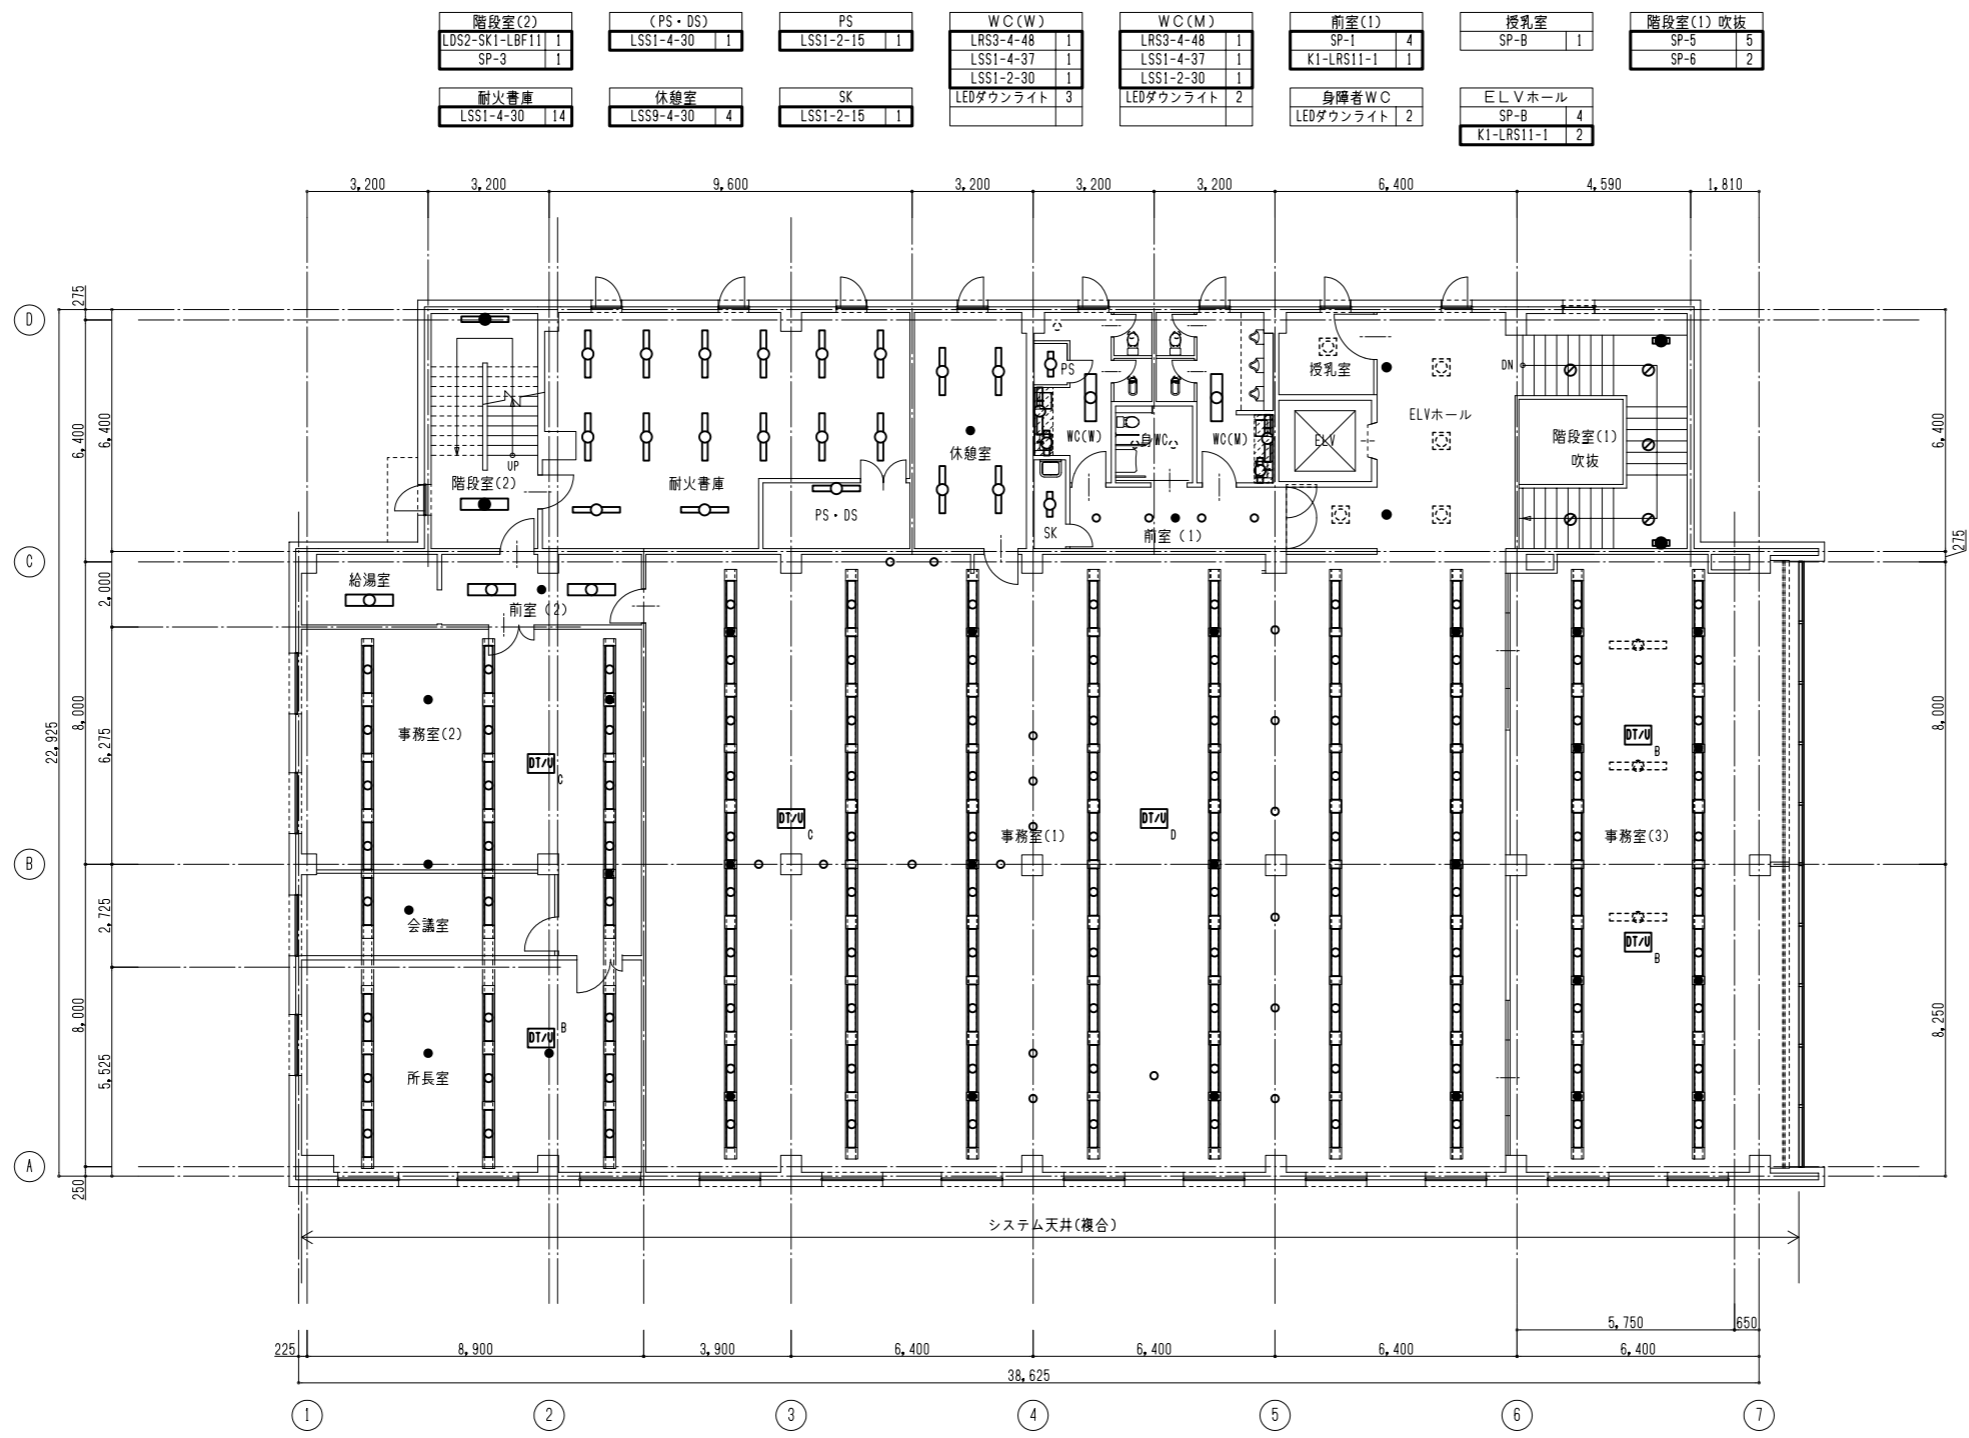 階段室(2)
LDS2-SK1-LBF11 1
SP-3 1
(PS・DS)
LSS1-4-30 1
PS
LSS1-2-15 1
WC(W)
LRS3-4-48 1
LSS1-4-37 1
LSS1-2-30 1
LEDダウンライト 3
WC(M)
LRS3-4-48 1
LSS1-4-37 1
LSS1-2-30 1
LEDダウンライト 2
前室(1)
SP-1 4
K1-LRS11-1 1
授乳室
SP-B 1
階段室(1) 吹抜
SP-5 5
SP-6 2
耐火書庫
LSS1-4-30 14
休憩室
LSS9-4-30 4
SK
LSS1-2-15 1
身障者WC
LEDダウンライト 2
ELVホール
SP-B 4
K1-LRS11-1 2
3,200
3,200
9,600
3,200
3,200
3,200
6,400
4,590
1,810
275
D
PS
授乳室
DN
ELVホール
6,400
6,400
6,400
WC(W)
身WC
WC(M)
ELV
階段室(1)
吹抜
休憩室
UP
階段室(2)
耐火書庫
PS・DS
SK
前室(1)
275
C
給湯室
前室(2)
2,000
8,000
8,000
22,925
6,275
事務室(2)
DT/U
C
DT/U
C
DT/U
D
DT/U
B
事務室(1)
事務室(3)
B
会議室
2,725
DT/U
B
8,000
8,250
5,525
DT/U
B
所長室
A
250
システム天井(複合)
5,750
650
225
8,900
3,900
6,400
6,400
6,400
6,400
38,625
1
2
3
4
5
6
7